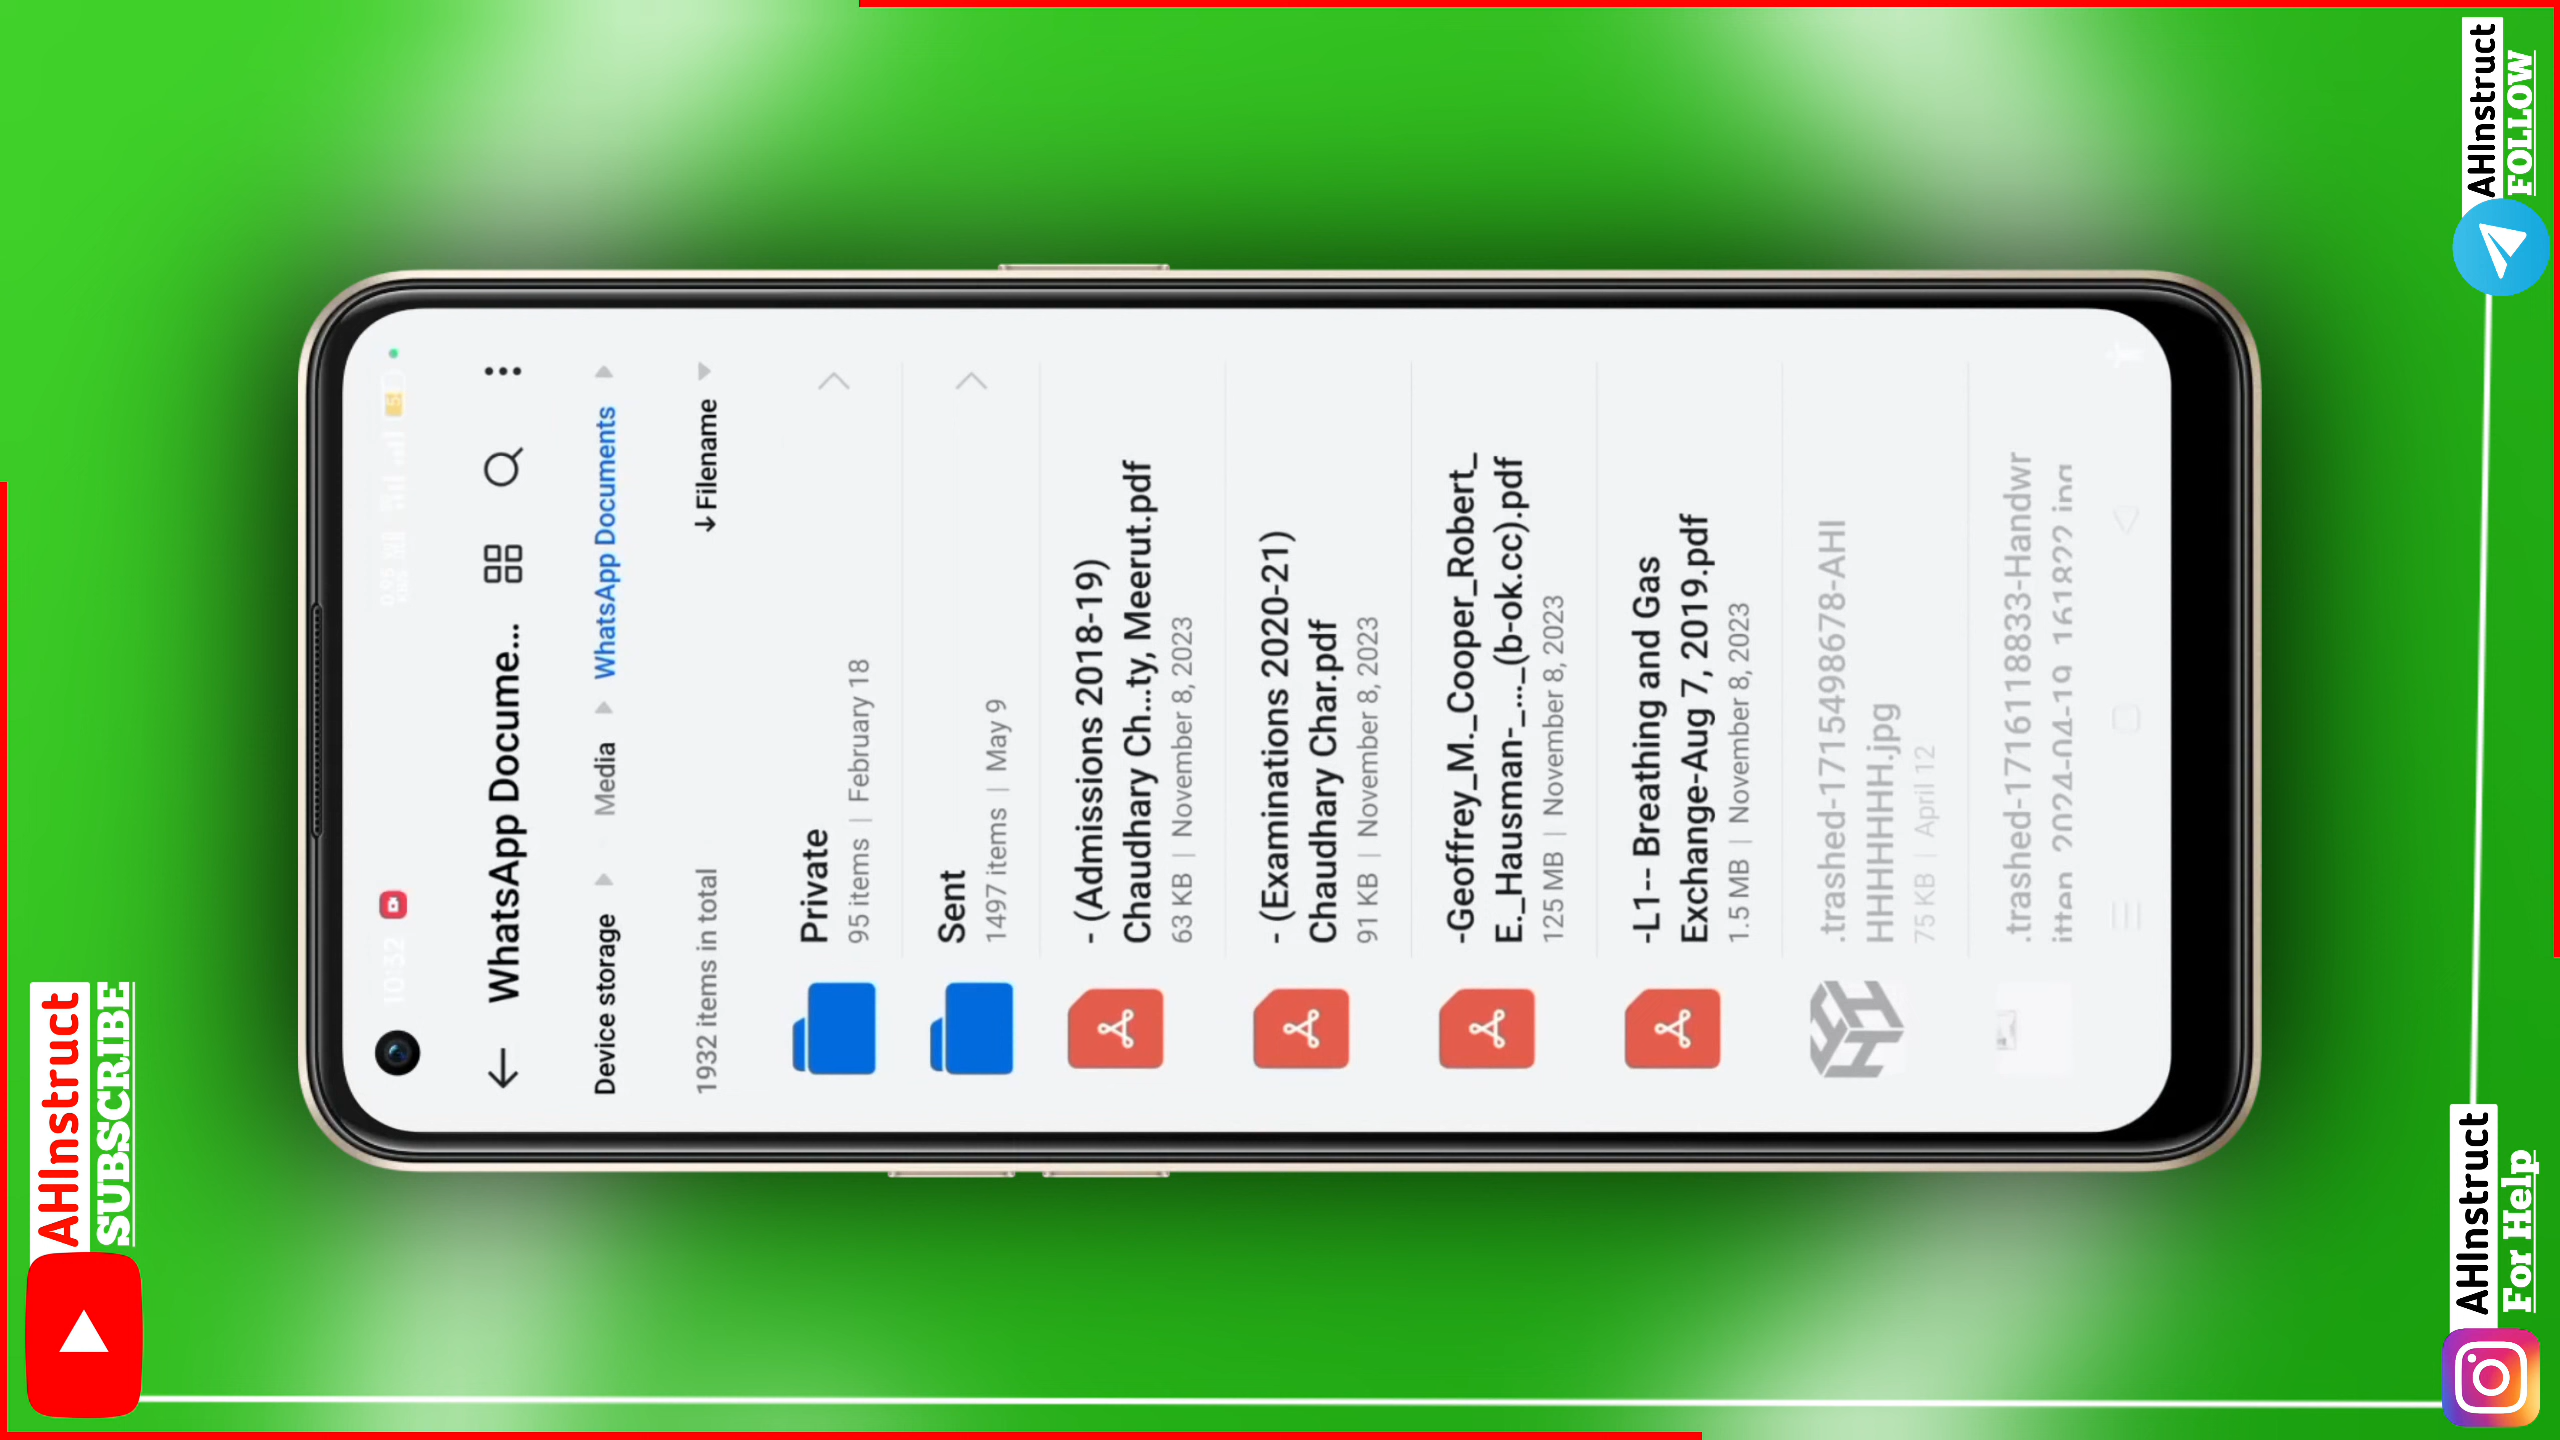 10:32
WhatsApp Docume...
Device storage
Media
WhatsApp Documents
1932 items in total
Filename
Private
95 items | February 18
Sent
1497 items | May 9
- (Admissions 2018-19)
Chaudhary Ch...ty, Meerut.pdf
63 KB | November 8, 2023
- (Examinations 2020-21)
Chaudhary Char.pdf
91 KB | November 8, 2023
-Geoffrey_M._Cooper_Robert_
E._Hausman-_..._(b-ok.cc).pdf
125 MB | November 8, 2023
-L1-- Breathing and Gas
Exchange-Aug 7, 2019.pdf
1.5 MB | November 8, 2023
.trashed-1715498678-AHI
HHHHHHH.jpg
75 KB | April 12
.trashed-1716118833-Handwr
AHInstruct
SUBSCRIBE
AHInstruct
FOLLOW
AHInstruct
For Help